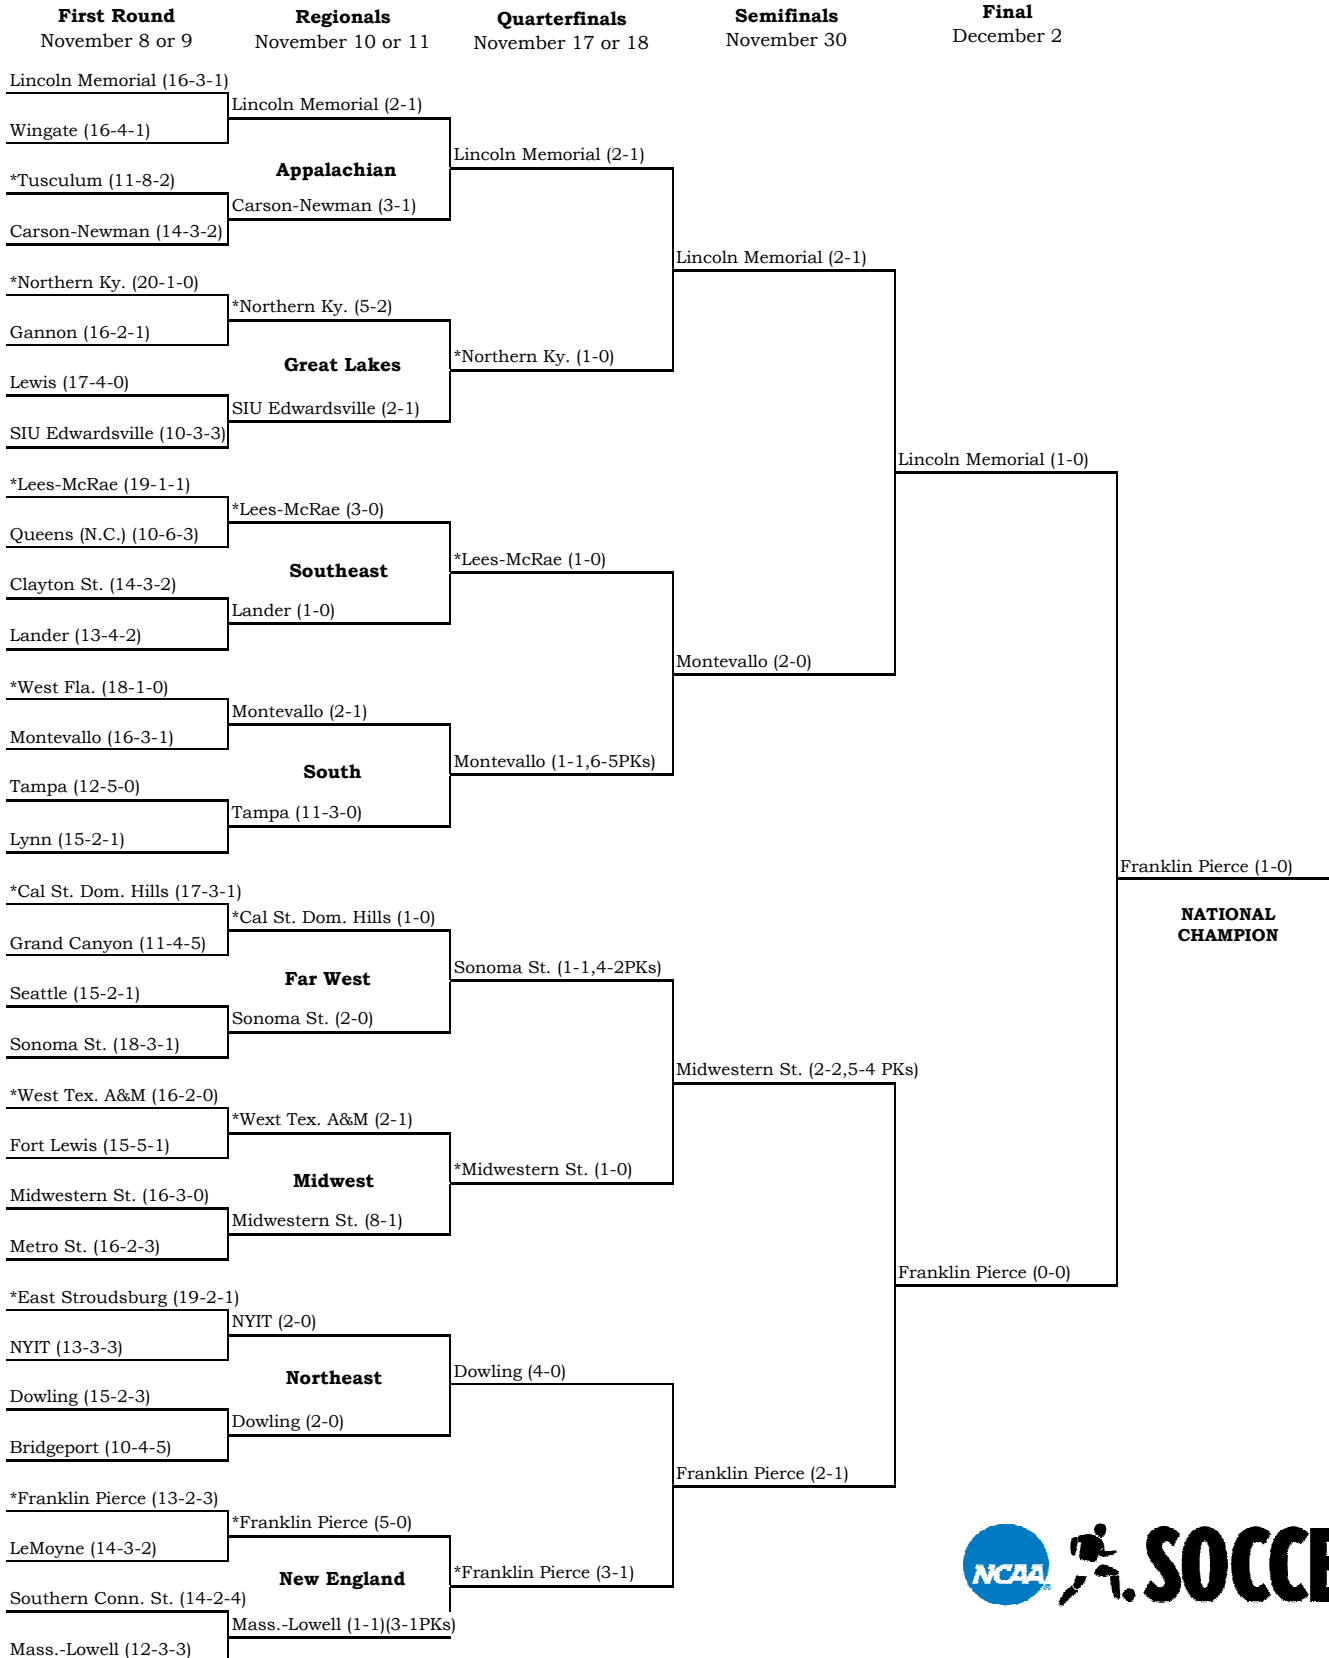 First Round
November 8 or 9
Regionals
November 10 or 11
Quarterfinals
November 17 or 18
Semifinals
November 30
Final
December 2
Lincoln Memorial (16-3-1)
Wingate (16-4-1)
*Tusculum (11-8-2)
Carson-Newman (14-3-2)
*Northern Ky. (20-1-0)
Gannon (16-2-1)
Lewis (17-4-0)
SIU Edwardsville (10-3-3)
*Lees-McRae (19-1-1)
Queens (N.C.) (10-6-3)
Clayton St. (14-3-2)
Lander (13-4-2)
*West Fla. (18-1-0)
Montevallo (16-3-1)
Tampa (12-5-0)
Lynn (15-2-1)
*Cal St. Dom. Hills (17-3-1)
Grand Canyon (11-4-5)
Seattle (15-2-1)
Sonoma St. (18-3-1)
*West Tex. A&M (16-2-0)
Fort Lewis (15-5-1)
Midwestern St. (16-3-0)
Metro St. (16-2-3)
*East Stroudsburg (19-2-1)
NYIT (13-3-3)
Dowling (15-2-3)
Bridgeport (10-4-5)
*Franklin Pierce (13-2-3)
LeMoyne (14-3-2)
Southern Conn. St. (14-2-4)
Mass.-Lowell (12-3-3)
Lincoln Memorial (2-1)
Appalachian
Carson-Newman (3-1)
*Northern Ky. (5-2)
Great Lakes
SIU Edwardsville (2-1)
*Lees-McRae (3-0)
Southeast
Lander (1-0)
Montevallo (2-1)
South
Tampa (11-3-0)
*Cal St. Dom. Hills (1-0)
Far West
Sonoma St. (2-0)
*Wext Tex. A&M (2-1)
Midwest
Midwestern St. (8-1)
NYIT (2-0)
Northeast
Dowling (2-0)
*Franklin Pierce (5-0)
New England
Mass.-Lowell (1-1)(3-1PKs)
Lincoln Memorial (2-1)
*Northern Ky. (1-0)
*Lees-McRae (1-0)
Montevallo (1-1,6-5PKs)
Sonoma St. (1-1,4-2PKs)
*Midwestern St. (1-0)
Dowling (4-0)
*Franklin Pierce (3-1)
Lincoln Memorial (2-1)
Montevallo (2-0)
Midwestern St. (2-2,5-4 PKs)
Franklin Pierce (2-1)
Lincoln Memorial (1-0)
Franklin Pierce (0-0)
Franklin Pierce (1-0)
NATIONAL
CHAMPION
NCAA
SOCCE